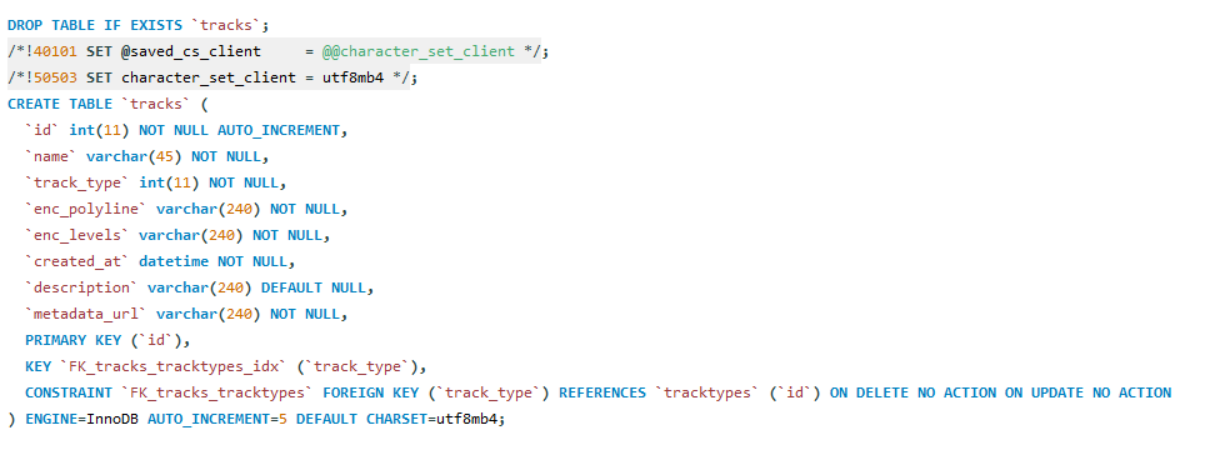 DROP TABLE IF EXISTS `tracks`;
/*!40101 SET @saved_cs_client     = @@character_set_client */;
/*!50503 SET character_set_client = utf8mb4 */;
CREATE TABLE `tracks` (
  `id` int(11) NOT NULL AUTO_INCREMENT,
  `name` varchar(45) NOT NULL,
  `track_type` int(11) NOT NULL,
  `enc_polyline` varchar(240) NOT NULL,
  `enc_levels` varchar(240) NOT NULL,
  `created_at` datetime NOT NULL,
  `description` varchar(240) DEFAULT NULL,
  `metadata_url` varchar(240) NOT NULL,
  PRIMARY KEY (`id`),
  KEY `FK_tracks_tracktypes_idx` (`track_type`),
  CONSTRAINT `FK_tracks_tracktypes` FOREIGN KEY (`track_type`) REFERENCES `tracktypes` (`id`) ON DELETE NO ACTION ON UPDATE NO ACTION
) ENGINE=InnoDB AUTO_INCREMENT=5 DEFAULT CHARSET=utf8mb4;